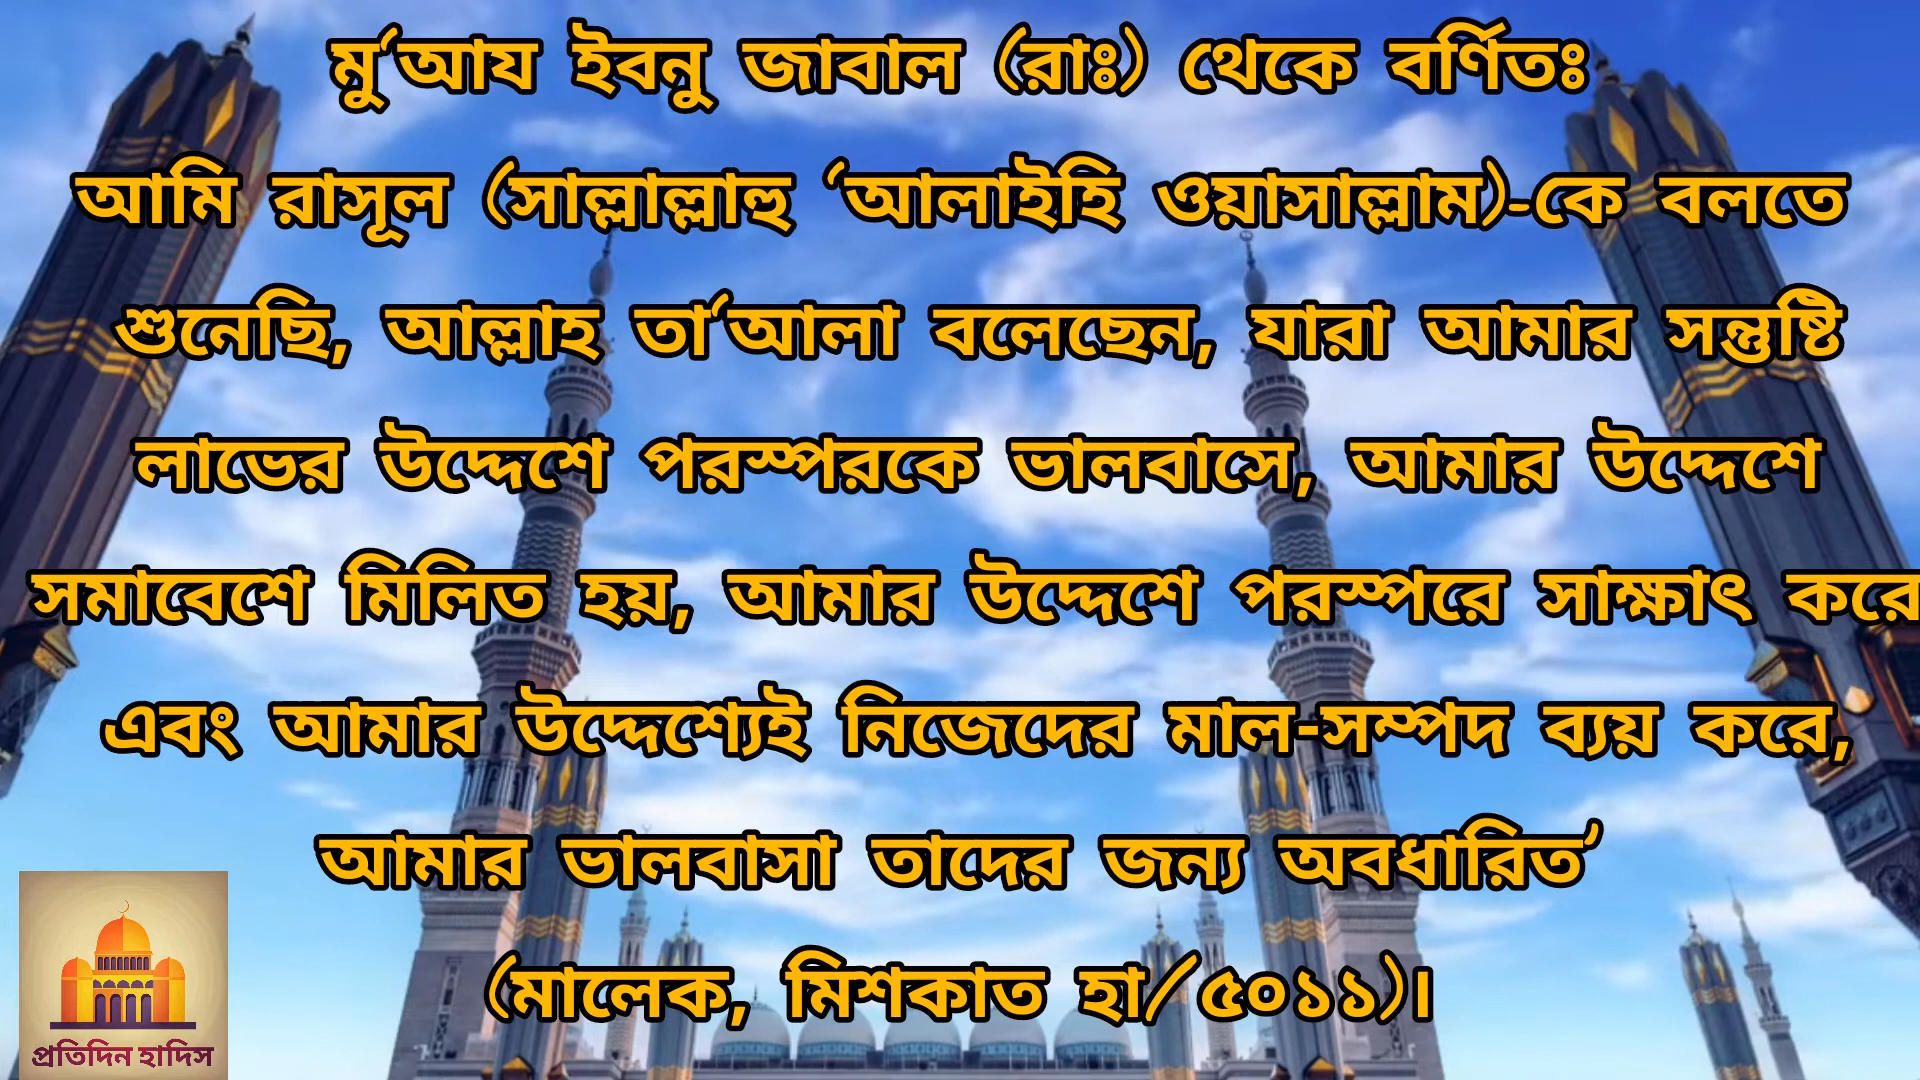 মু‘আয ইবনু জাবাল (রাঃ) থেকে বর্ণিতঃ
আমি রাসূল (সাল্লাল্লাহু ‘আলাইহি ওয়াসাল্লাম)-কে বলতে
শুনেছি, আল্লাহ তা‘আলা বলেছেন, যারা আমার সন্তুষ্টি
লাভের উদ্দেশে পরস্পরকে ভালবাসে, আমার উদ্দেশে
সমাবেশে মিলিত হয়, আমার উদ্দেশে পরস্পরে সাক্ষাৎ করে
এবং আমার উদ্দেশ্যেই নিজেদের মাল-সম্পদ ব্যয় করে,
আমার ভালবাসা তাদের জন্য অবধারিত’
(মালেক, মিশকাত হা/৫০১১)।
প্রতিদিন হাদিস